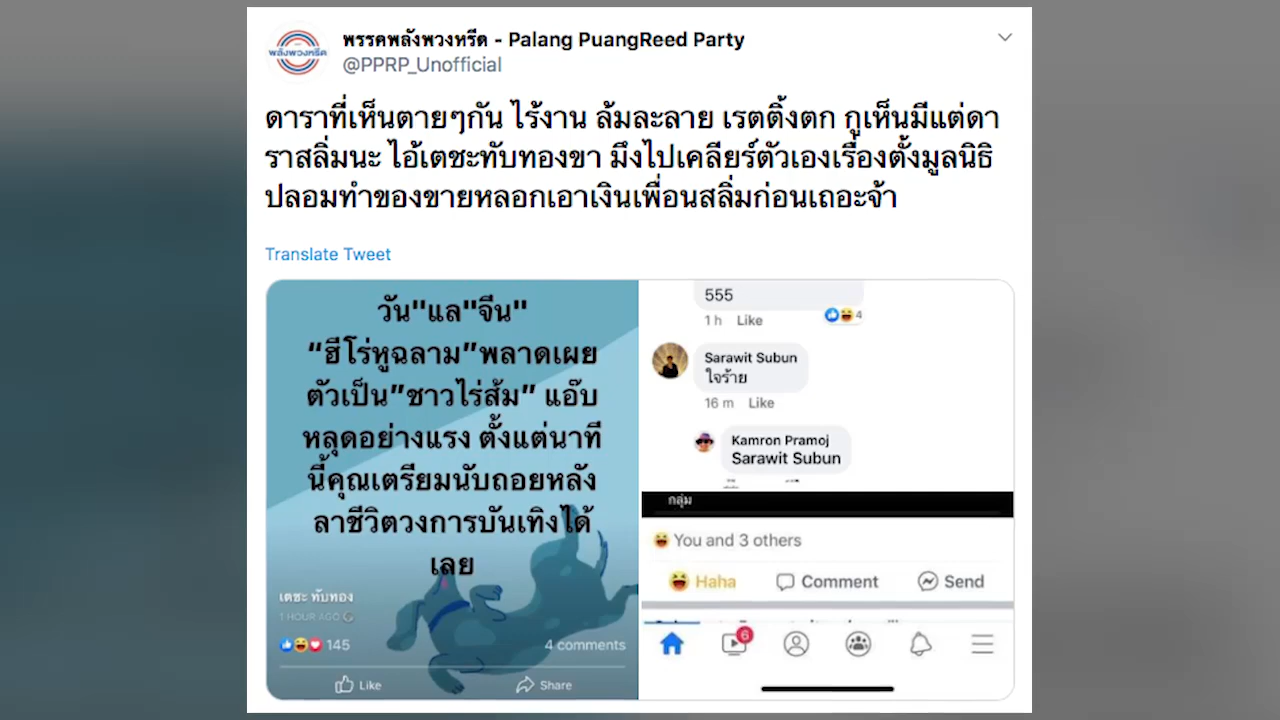 พรรคพลังพวงหรีด - Palang PuangReed Party
พลังพวงหรีด
@PPRP_Unofficial
ดาราที่เห็นตายๆกัน ไร้งาน ล้มละลาย เรตติ้งตก กูเห็นมีแต่ดา
ราสลิ่มนะ ไอ้เตชะทับทองขา มึงไปเคลียร์ตัวเองเรื่องตั้งมูลนิธิ
ปลอมทำของขายหลอกเอาเงินเพื่อนสลิ่มก่อนเถอะจ้า
Translate Tweet
วัน"แล"จีน"
“ฮีโร่หูฉลาม”พลาดเผย
ตัวเป็น”ชาวไร่ส้ม” แอ๊บ
หลุดอย่างแรง ตั้งแต่นาที
นี้คุณเตรียมนับถอยหลัง
ลาชีวิตวงการบันเทิงได้
เลย
เตชะ ทับทอง
1 HOUR AGO
145
4 comments
Like
Share
555
1 h Like
4
Sarawit Subun
ใจร้าย
16 m Like
Kamron Pramoj
Sarawit Subun
กลุ่ม
You and 3 others
Haha
Comment
Send
6